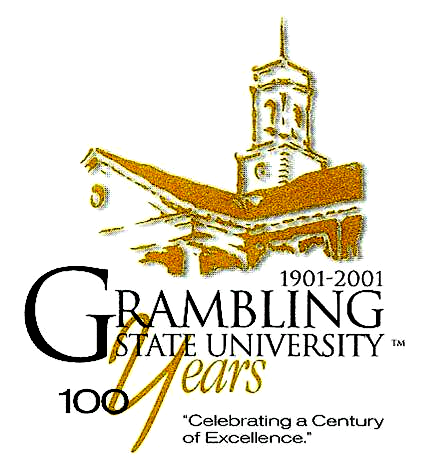 1901-2001
GRAMBLING
STATE UNIVERSITY ™
100 Years
"Celebrating a Century
of Excellence."